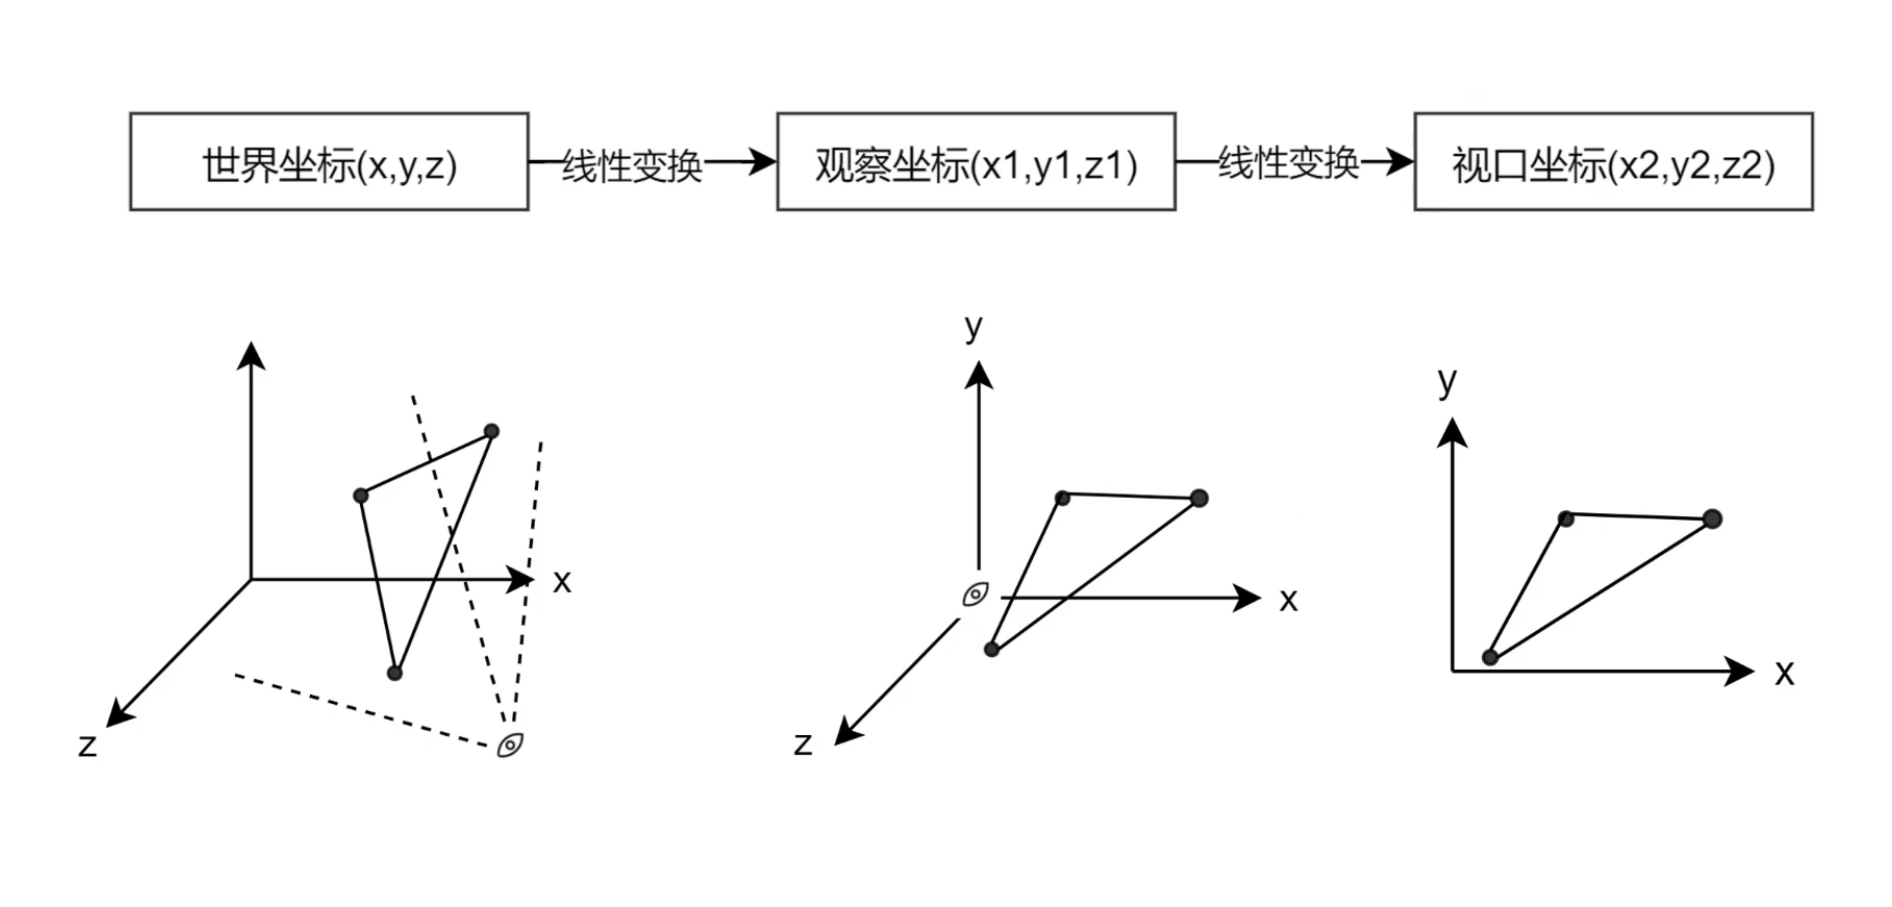 世界坐标(x,y,z)
线性变换
观察坐标(x1,y1,z1)
线性变换
视口坐标(x2,y2,z2)
x
z
y
x
z
y
x